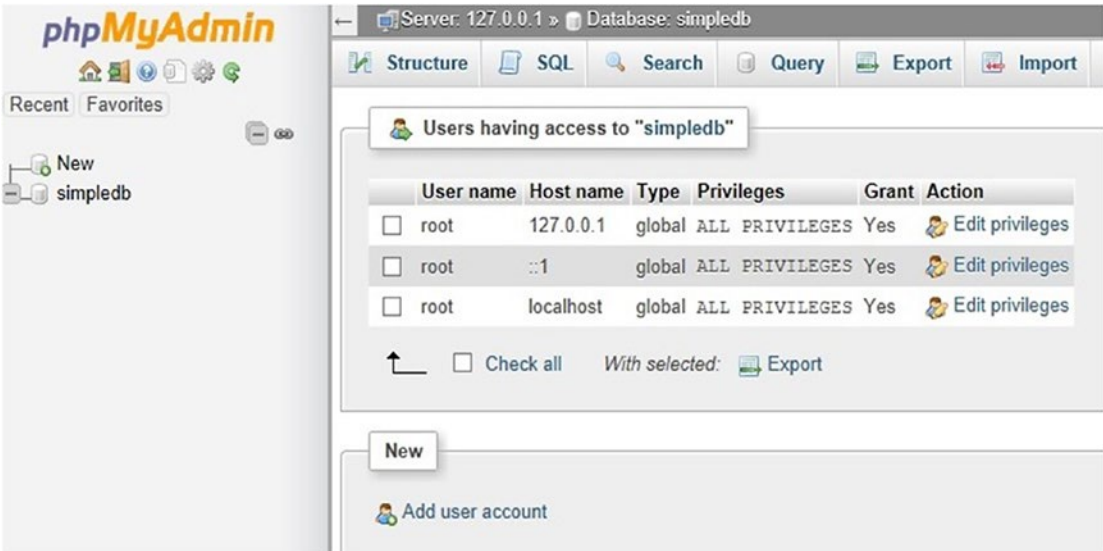 phpMyAdmin
Recent Favorites
New
simpledb
Server: 127.0.0.1 » Database: simpledb
Structure SQL Search Query Export Import
Users having access to "simpledb"
User name Host name Type Privileges Grant Action
root 127.0.0.1 global ALL PRIVILEGES Yes Edit privileges
root ::1 global ALL PRIVILEGES Yes Edit privileges
root localhost global ALL PRIVILEGES Yes Edit privileges
Check all With selected: Export
New
Add user account